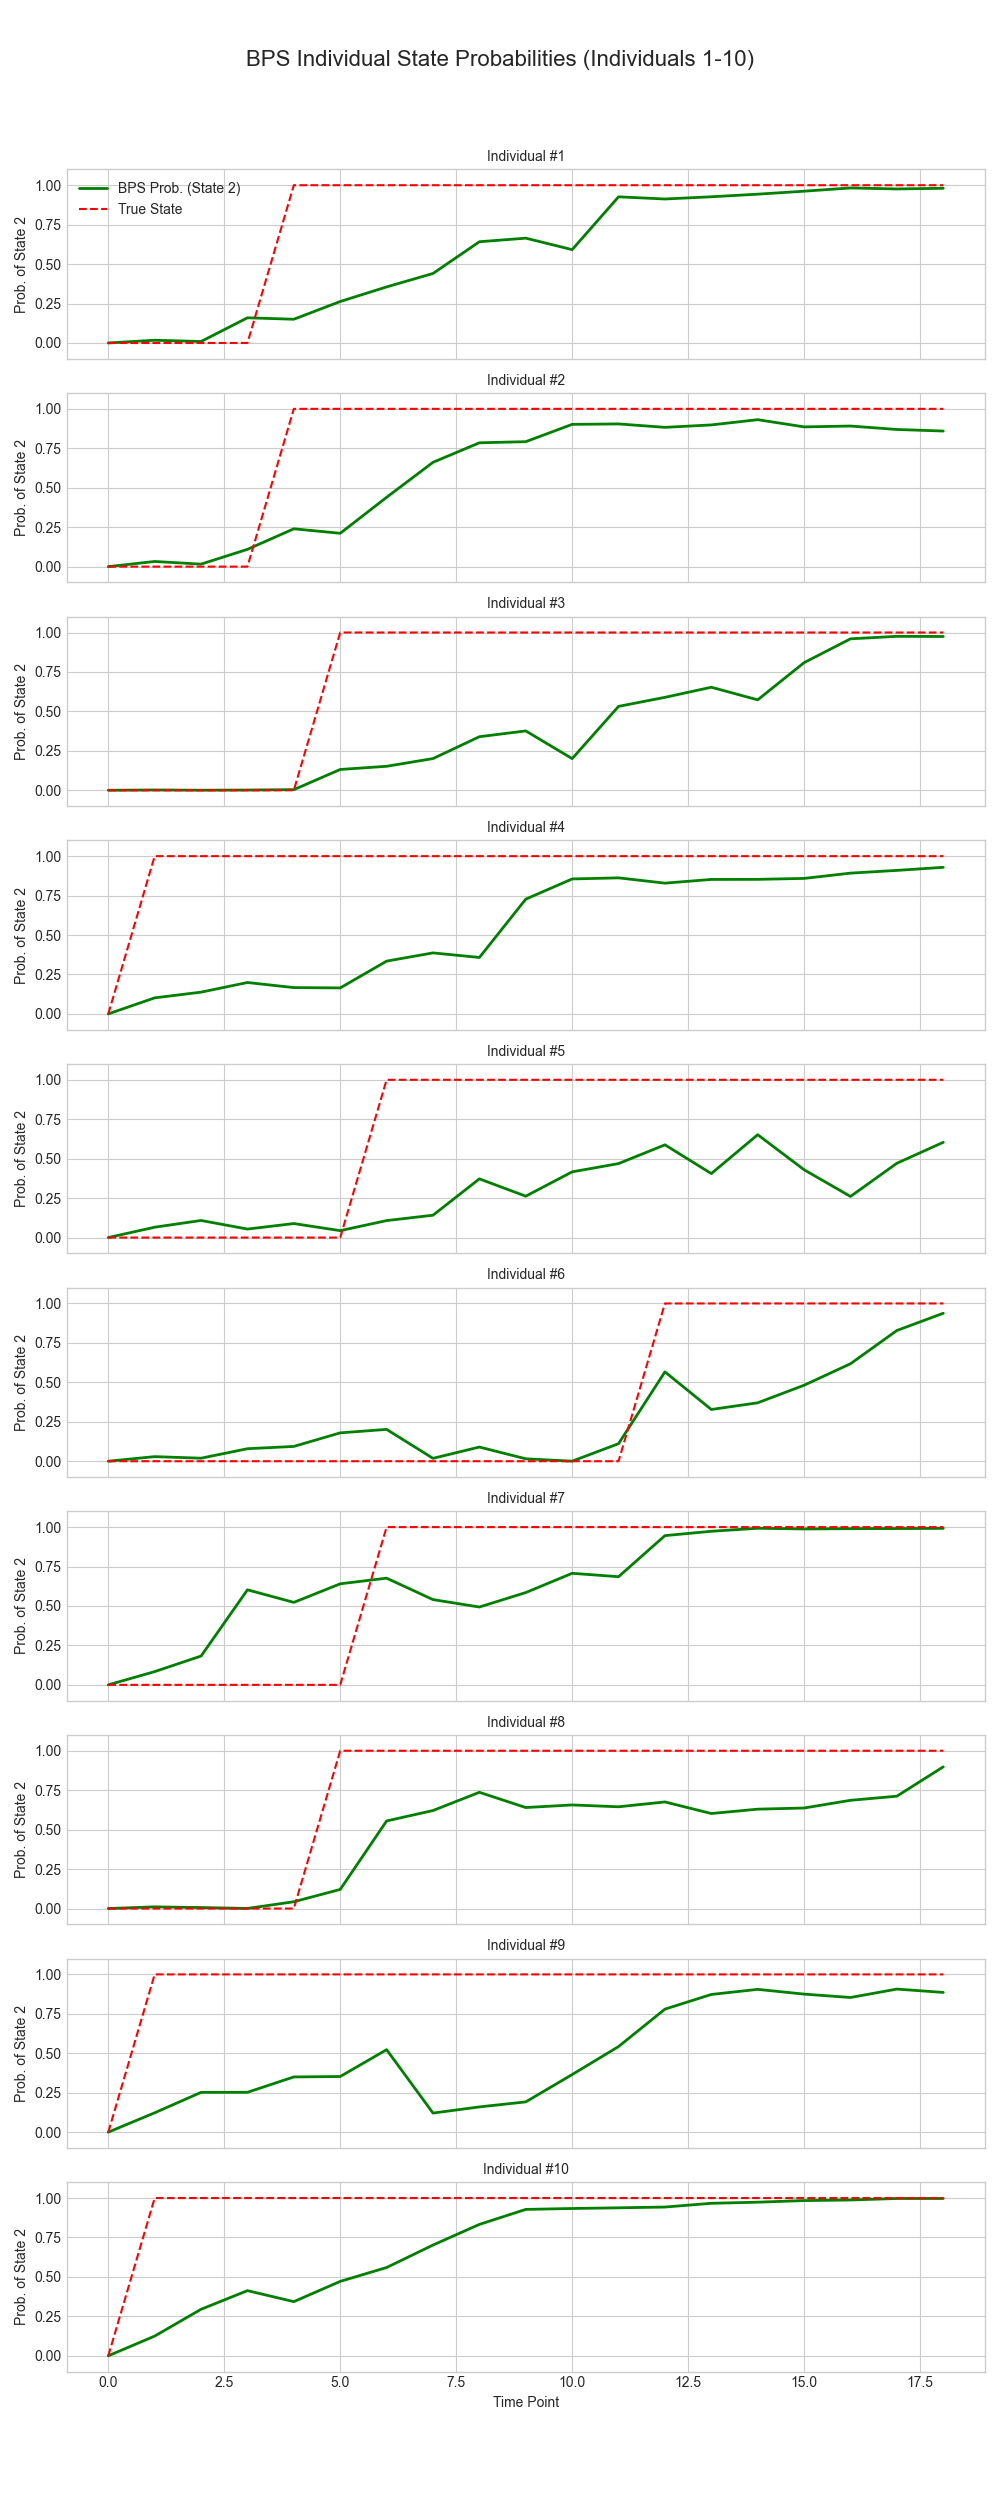 BPS Individual State Probabilities (Individuals 1-10)
Individual #1
BPS Prob. (State 2)
True State
Prob. of State 2
1.00
0.75
0.50
0.25
0.00
Individual #2
Prob. of State 2
1.00
0.75
0.50
0.25
0.00
Individual #3
Prob. of State 2
1.00
0.75
0.50
0.25
0.00
Individual #4
Prob. of State 2
1.00
0.75
0.50
0.25
0.00
Individual #5
Prob. of State 2
1.00
0.75
0.50
0.25
0.00
Individual #6
Prob. of State 2
1.00
0.75
0.50
0.25
0.00
Individual #7
Prob. of State 2
1.00
0.75
0.50
0.25
0.00
Individual #8
Prob. of State 2
1.00
0.75
0.50
0.25
0.00
Individual #9
Prob. of State 2
1.00
0.75
0.50
0.25
0.00
Individual #10
Prob. of State 2
1.00
0.75
0.50
0.25
0.00
0.0 2.5 5.0 7.5 10.0 12.5 15.0 17.5
Time Point